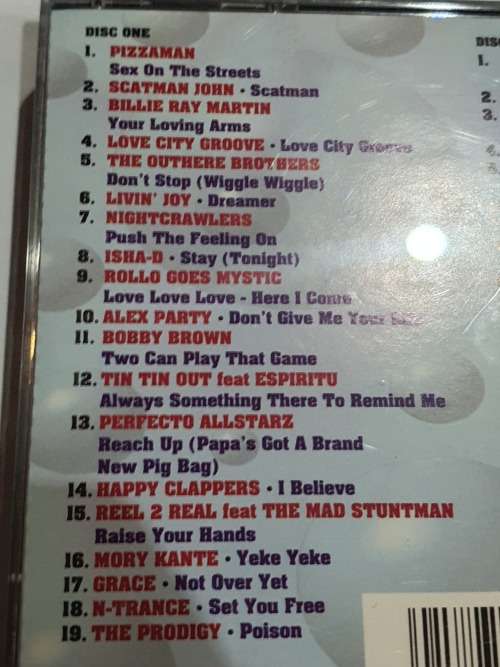 DISC ONE
1. PIZZAMAN
Sex On The Streets
2. SCATMAN JOHN • Scatman
3. BILLIE RAY MARTIN
Your Loving Arms
4. LOVE CITY GROOVE • Love City Groove
5. THE OUTHERE BROTHERS
Don't Stop (Wiggle Wiggle)
6. LIVIN' JOY • Dreamer
7. NIGHTCRAWLERS
Push The Feeling On
8. ISHA-D • Stay (Tonight)
9. ROLLO GOES MYSTIC
Love Love Love - Here I Come
10. ALEX PARTY • Don't Give Me Your
11. BOBBY BROWN
Two Can Play That Game
12. TIN TIN OUT feat ESPIRITU
Always Something There To Remind Me
13. PERFECTO ALLSTARZ
Reach Up (Papa's Got A Brand
New Pig Bag)
14. HAPPY CLAPPERS • I Believe
15. REEL 2 REAL feat THE MAD STUNTMAN
Raise Your Hands
16. MORY KANTE • Yeke Yeke
17. GRACE • Not Over Yet
18. N-TRANCE • Set You Free
19. THE PRODIGY • Poison
DIS
1.
2.
3.
4.
5.